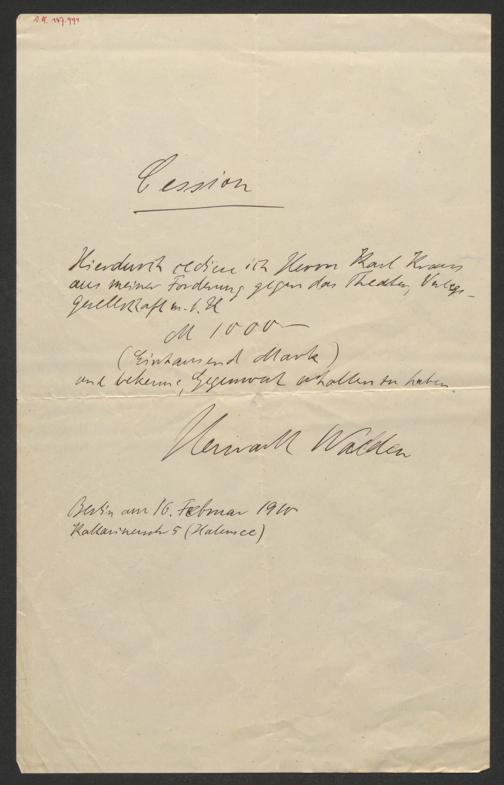 I.N. 147.999
Cession
Hierdurch cediere ich Herrn Karl Kraus
aus meiner Forderung gegen das Theater, Verlags-
gesellschaft m.b.H
M 1000 —
(Eintausend Mark)
und bekenne, Gegenwert erhalten zu haben.
Herwarth Walden
Berlin am 16. Februar 1910
Katharinenstr 5 (Halensee)